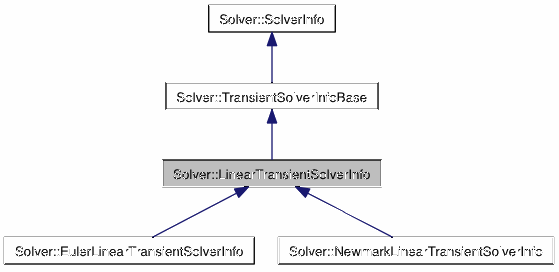 Solver::SolverInfo
Solver::TransientSolverInfoBase
Solver::LinearTransientSolverInfo
Solver::EulerLinearTransientSolverInfo
Solver::NewmarkLinearTransientSolverInfo